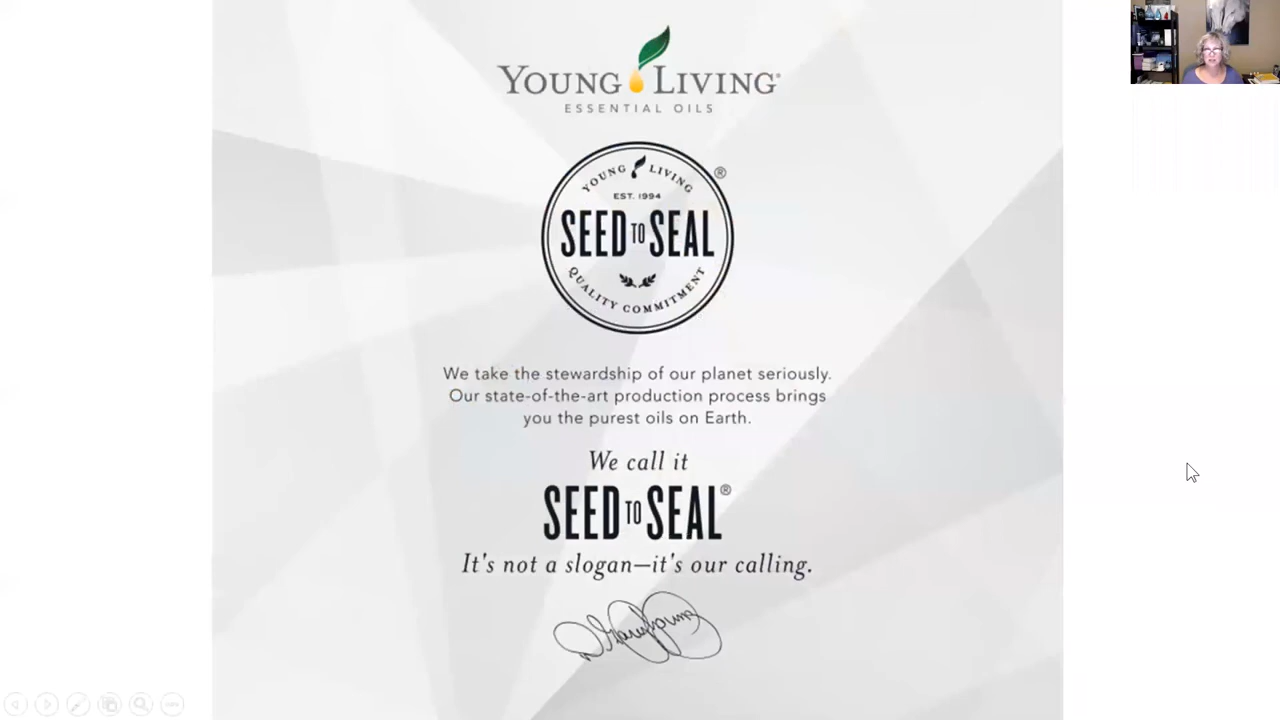 YOUNG LIVING®
ESSENTIAL OILS
YOUNG LIVING ®
EST. 1994
SEED TO SEAL
QUALITY COMMITMENT
We take the stewardship of our planet seriously.
Our state-of-the-art production process brings
you the purest oils on Earth.
We call it
SEED TO SEAL®
It's not a slogan—it's our calling.